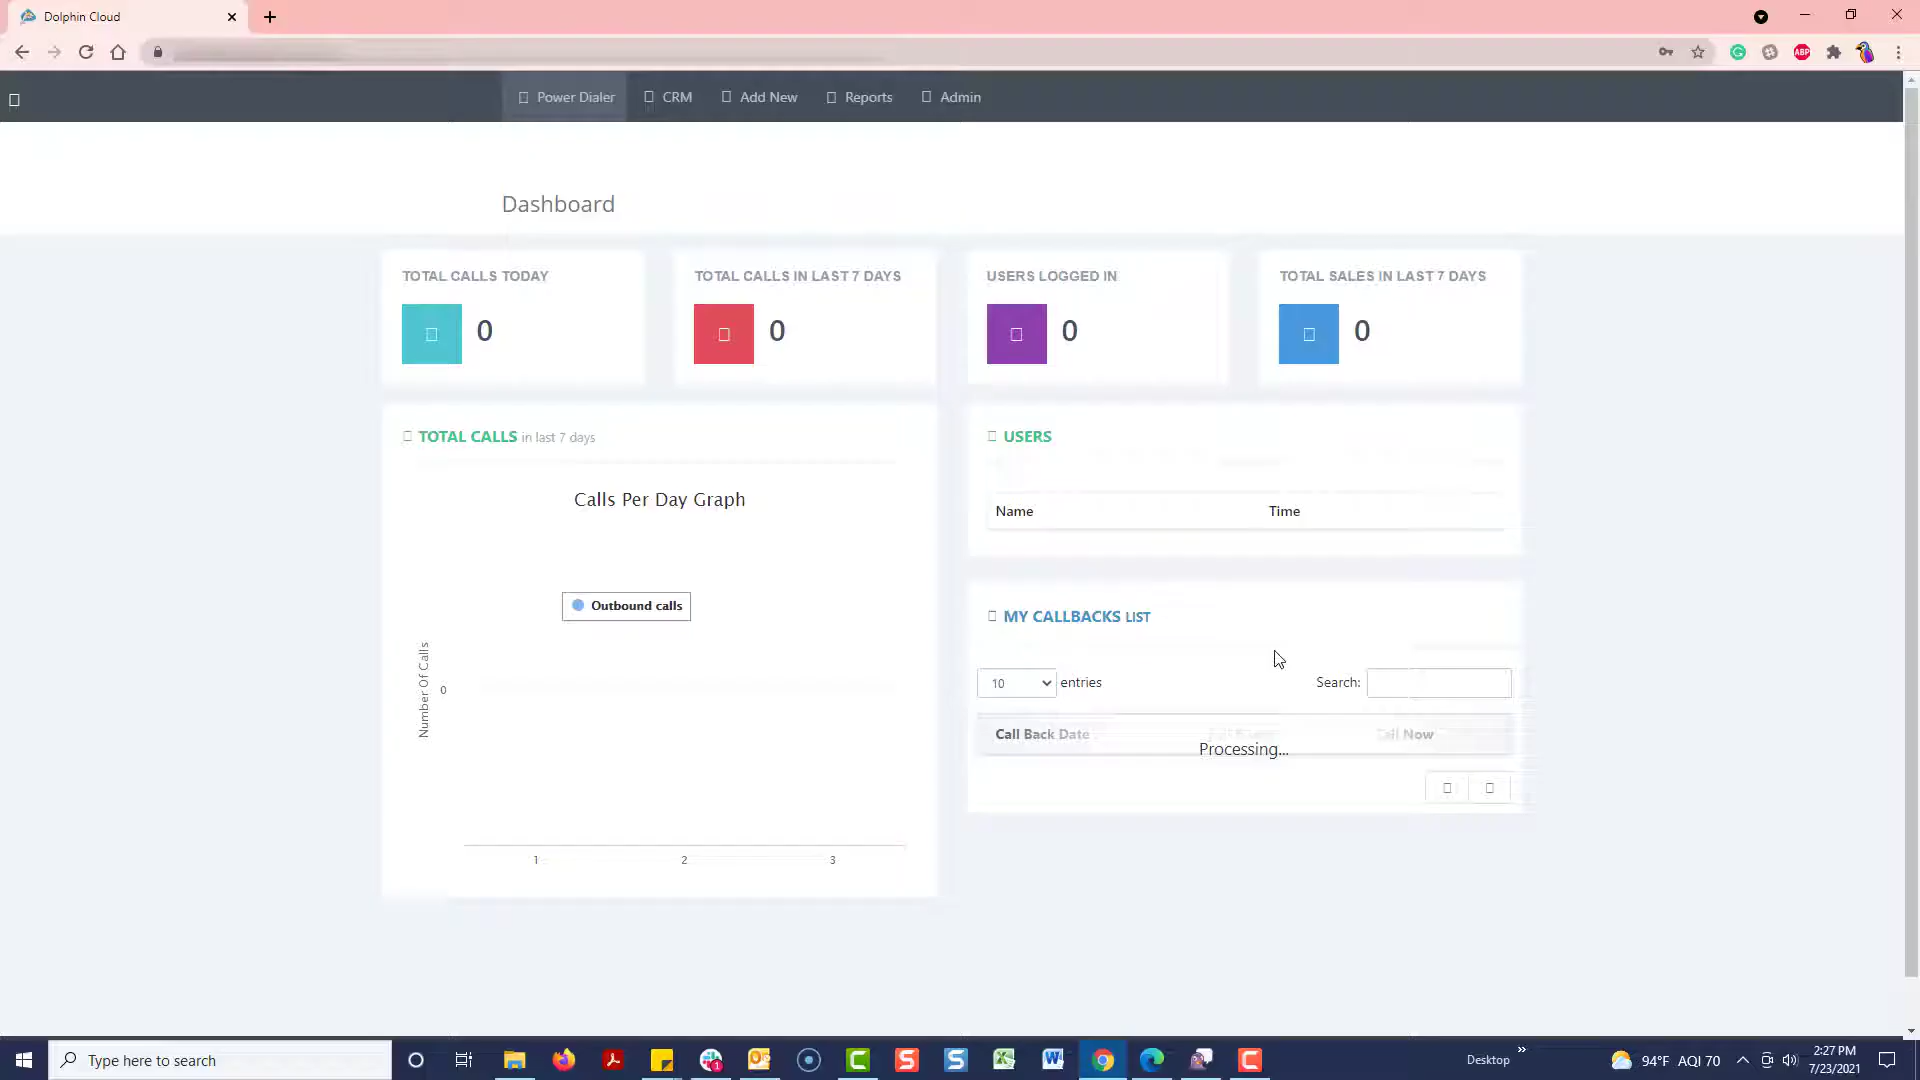 Dolphin Cloud
ABP
Power Dialer
CRM
Add New
Reports
Admin
Dashboard
TOTAL CALLS TODAY
0
TOTAL CALLS IN LAST 7 DAYS
0
USERS LOGGED IN
0
TOTAL SALES IN LAST 7 DAYS
0
TOTAL CALLS in last 7 days
Calls Per Day Graph
Outbound calls
Number Of Calls
0
1 2 3
USERS
Name Time
MY CALLBACKS LIST
10 entries
Search:
Call Back Date Call Now
Processing...
Type here to search
Desktop
94°F AQI 70
2:27 PM
7/23/2021